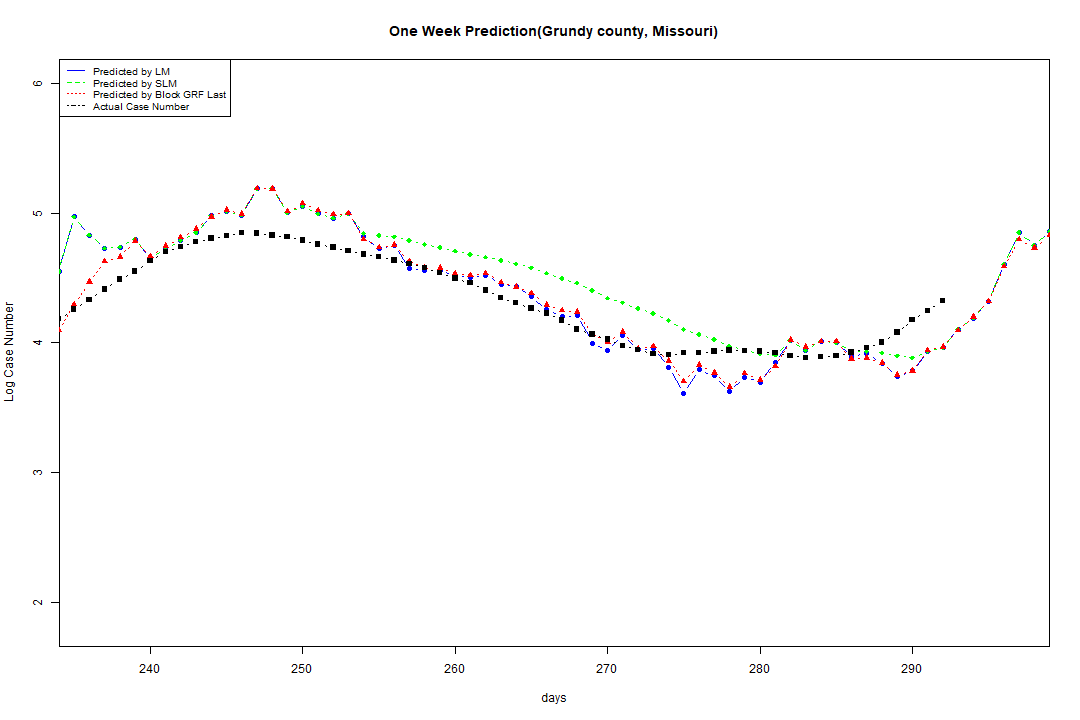 One Week Prediction(Grundy county, Missouri)
Predicted by LM
Predicted by SLM
Predicted by Block GRF Last
Actual Case Number
6
5
4
3
2
Log Case Number
240 250 260 270 280 290
days